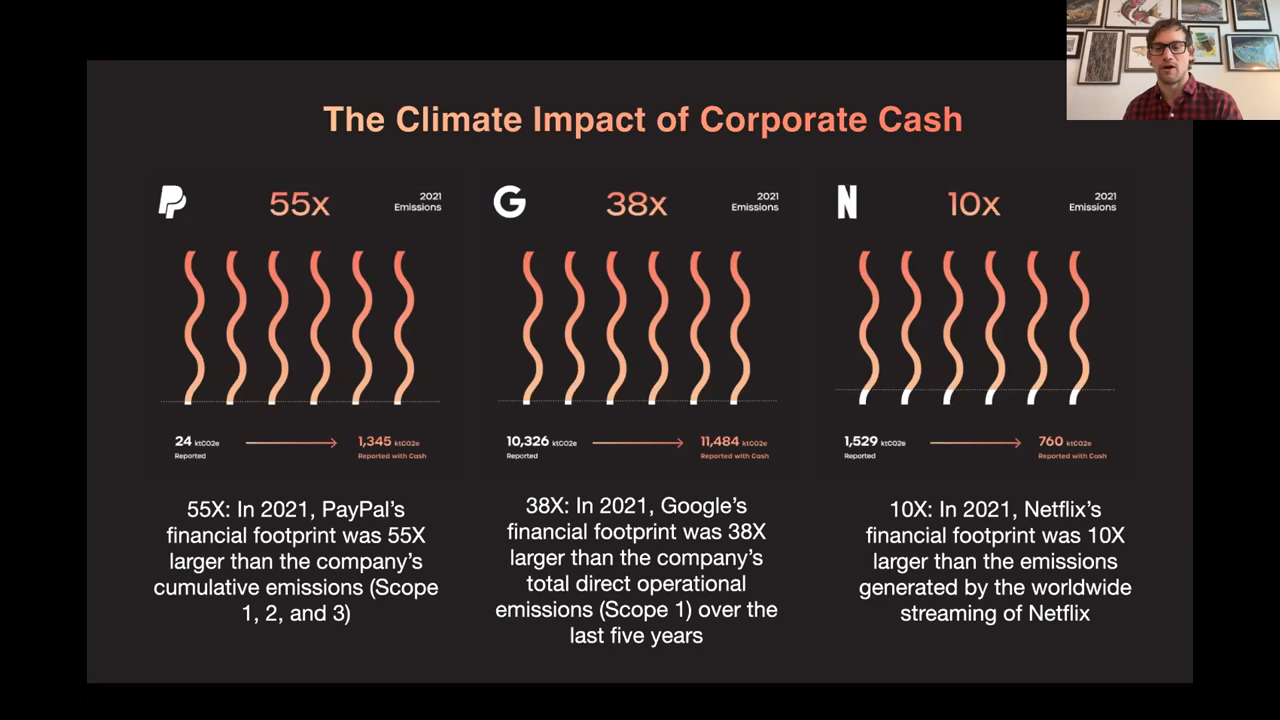 The Climate Impact of Corporate Cash
55x
2021
Emissions
24 ktCO2e
Reported
1,345 ktCO2e
Reported with Cash
55X: In 2021, PayPal's
financial footprint was 55X
larger than the company's
cumulative emissions (Scope
1, 2, and 3)
G
38x
2021
Emissions
10,326 ktCO2e
Reported
11,484 ktCO2e
Reported with Cash
38X: In 2021, Google's
financial footprint was 38X
larger than the company's
total direct operational
emissions (Scope 1) over the
last five years
N
10x
2021
Emissions
1,529 ktCO2e
Reported
760 ktCO2e
Reported with Cash
10X: In 2021, Netflix's
financial footprint was 10X
larger than the emissions
generated by the worldwide
streaming of Netflix